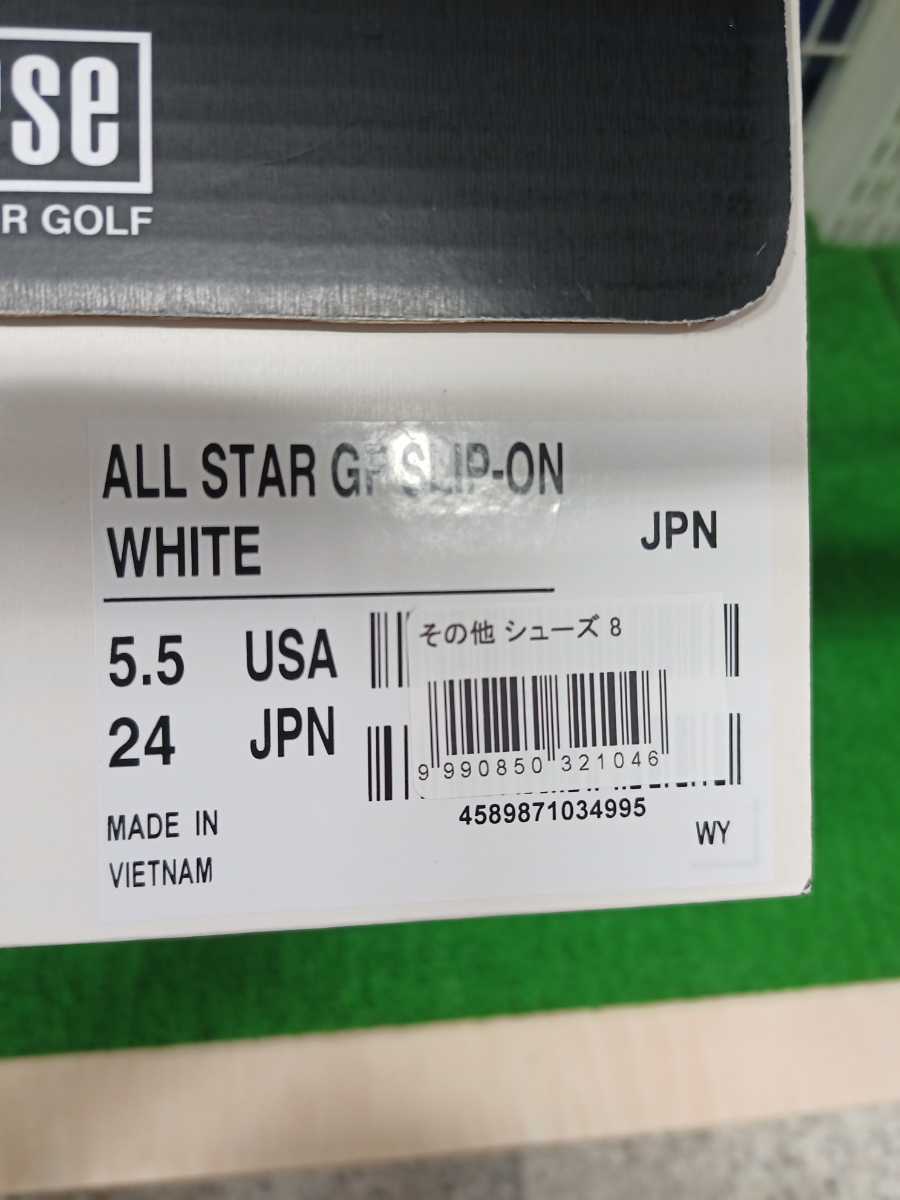 se
R GOLF
ALL STAR GF SLIP-ON
WHITE
JPN
5.5 USA
その他 シューズ 8
24 JPN
9 990850 321046
4589871034995
MADE IN
VIETNAM
WY